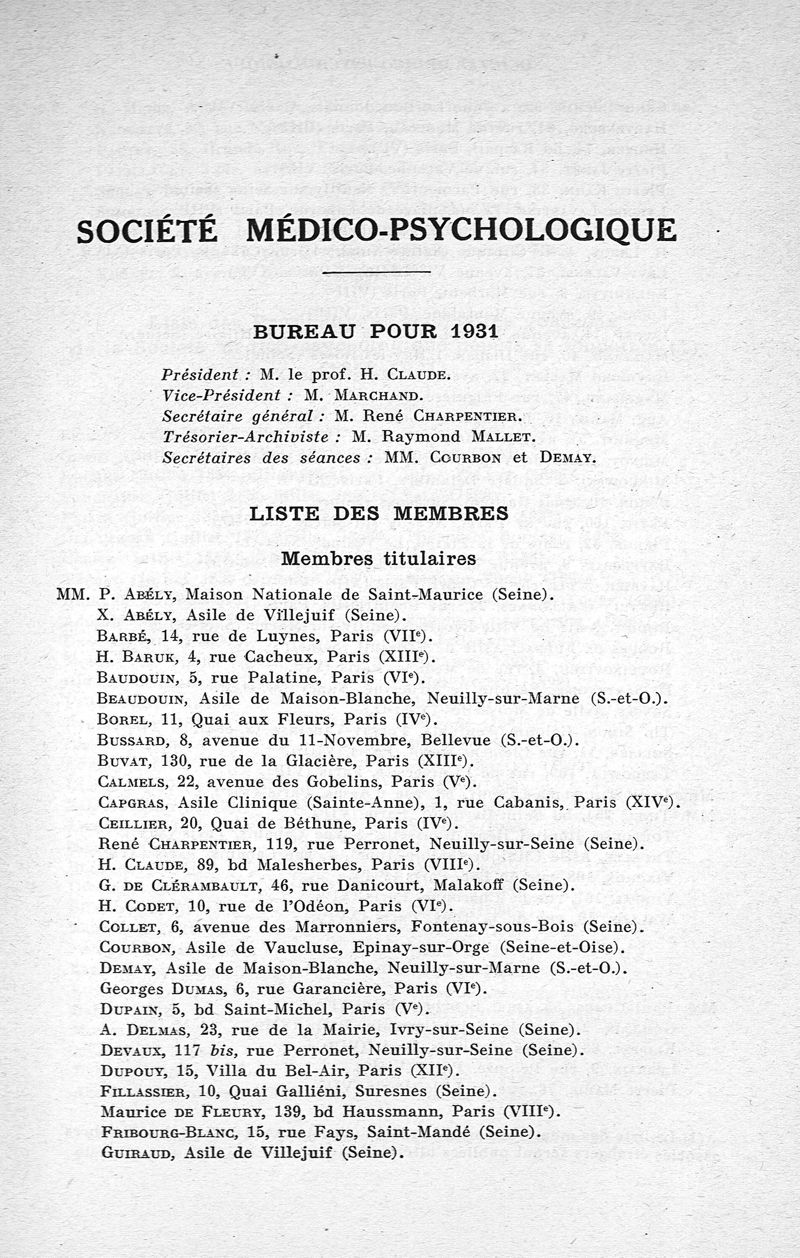 SOCIÉTÉ MÉDICO-PSYCHOLOGIQUE
BUREAU POUR 1931
Président : M. le prof. H. CLAUDE.
Vice-Président : M. MARCHAND.
Secrétaire général : M. René CHARPENTIER.
Trésorier-Archiviste : M. Raymond MALLET.
Secrétaires des séances : MM. COURBON et DEMAY.
LISTE DES MEMBRES
Membres titulaires
MM. P. ABÉLY, Maison Nationale de Saint-Maurice (Seine).
X. ABÉLY, Asile de Villejuif (Seine).
BARBÉ, 14, rue de Luynes, Paris (VIIe).
H. BARUK, 4, rue Cacheux, Paris (XIIIe).
BAUDOUIN, 5, rue Palatine, Paris (VIe).
BEAUDOUIN, Asile de Maison-Blanche, Neuilly-sur-Marne (S.-et-O.).
BOREL, 11, Quai aux Fleurs, Paris (IVe).
BUSSARD, 8, avenue du 11-Novembre, Bellevue (S.-et-O.).
BUVAT, 130, rue de la Glacière, Paris (XIIIe).
CALMELS, 22, avenue des Gobelins, Paris (Ve).
CAPGRAS, Asile Clinique (Sainte-Anne), 1, rue Cabanis, Paris (XIVe).
CEILLIER, 20, Quai de Béthune, Paris (IVe).
René CHARPENTIER, 119, rue Perronet, Neuilly-sur-Seine (Seine).
H. CLAUDE, 89, bd Malesherbes, Paris (VIIIe).
G. DE CLÉRAMBAULT, 46, rue Danicourt, Malakoff (Seine).
H. CODET, 10, rue de l'Odéon, Paris (VIe).
COLLET, 6, avenue des Marronniers, Fontenay-sous-Bois (Seine).
COURBON, Asile de Vaucluse, Epinay-sur-Orge (Seine-et-Oise).
DEMAY, Asile de Maison-Blanche, Neuilly-sur-Marne (S.-et-O.).
Georges DUMAS, 6, rue Garancière, Paris (VIe).
DUPAIN, 5, bd Saint-Michel, Paris (Ve).
A. DELMAS, 23, rue de la Mairie, Ivry-sur-Seine (Seine).
DEVAUX, 117 bis, rue Perronet, Neuilly-sur-Seine (Seine).
DUPOUY, 15, Villa du Bel-Air, Paris (XIIe).
FILLASSIER, 10, Quai Galliéni, Suresnes (Seine).
Maurice DE FLEURY, 139, bd Haussmann, Paris (VIIIe).
FRIBOURG-BLANC, 15, rue Fays, Saint-Mandé (Seine).
GUIRAUD, Asile de Villejuif (Seine).